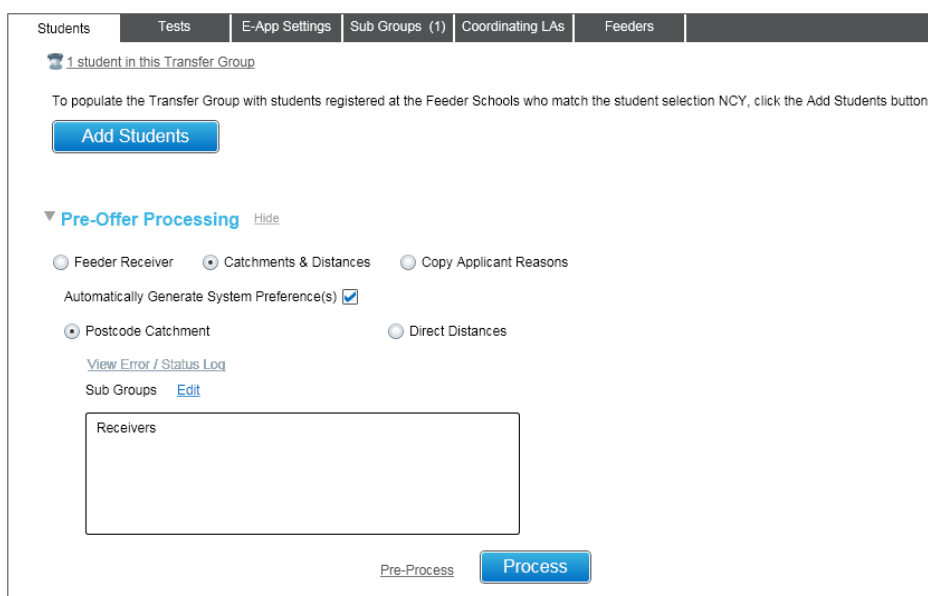 Students Tests E-App Settings Sub Groups (1) Coordinating LAs Feeders
1 student in this Transfer Group
To populate the Transfer Group with students registered at the Feeder Schools who match the student selection NCY, click the Add Students button
Add Students
Pre-Offer Processing Hide
Feeder Receiver Catchments & Distances Copy Applicant Reasons
Automatically Generate System Preference(s)
Postcode Catchment Direct Distances
View Error / Status Log
Sub Groups Edit
Receivers
Pre-Process Process